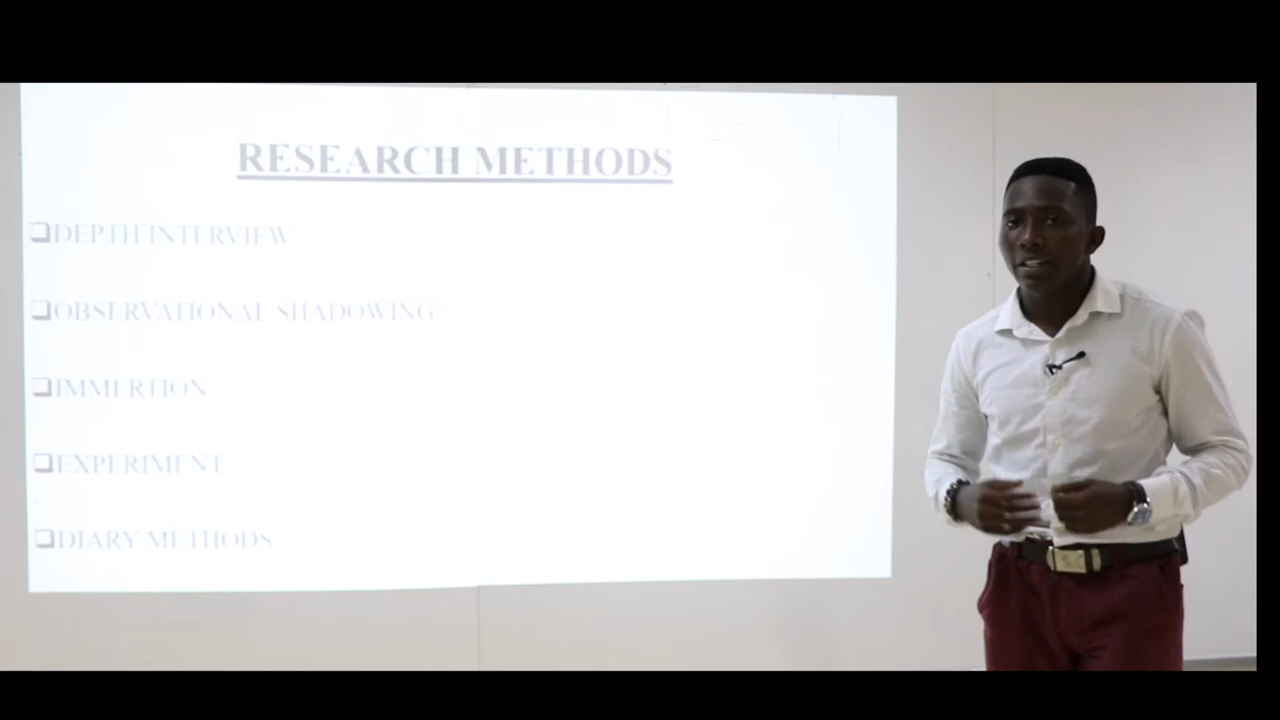 RESEARCH METHODS
DEPTH INTERVIEW
OBSERVATIONAL SHADOWING
IMMERTION
EXPERIMENT
DIARY METHODS